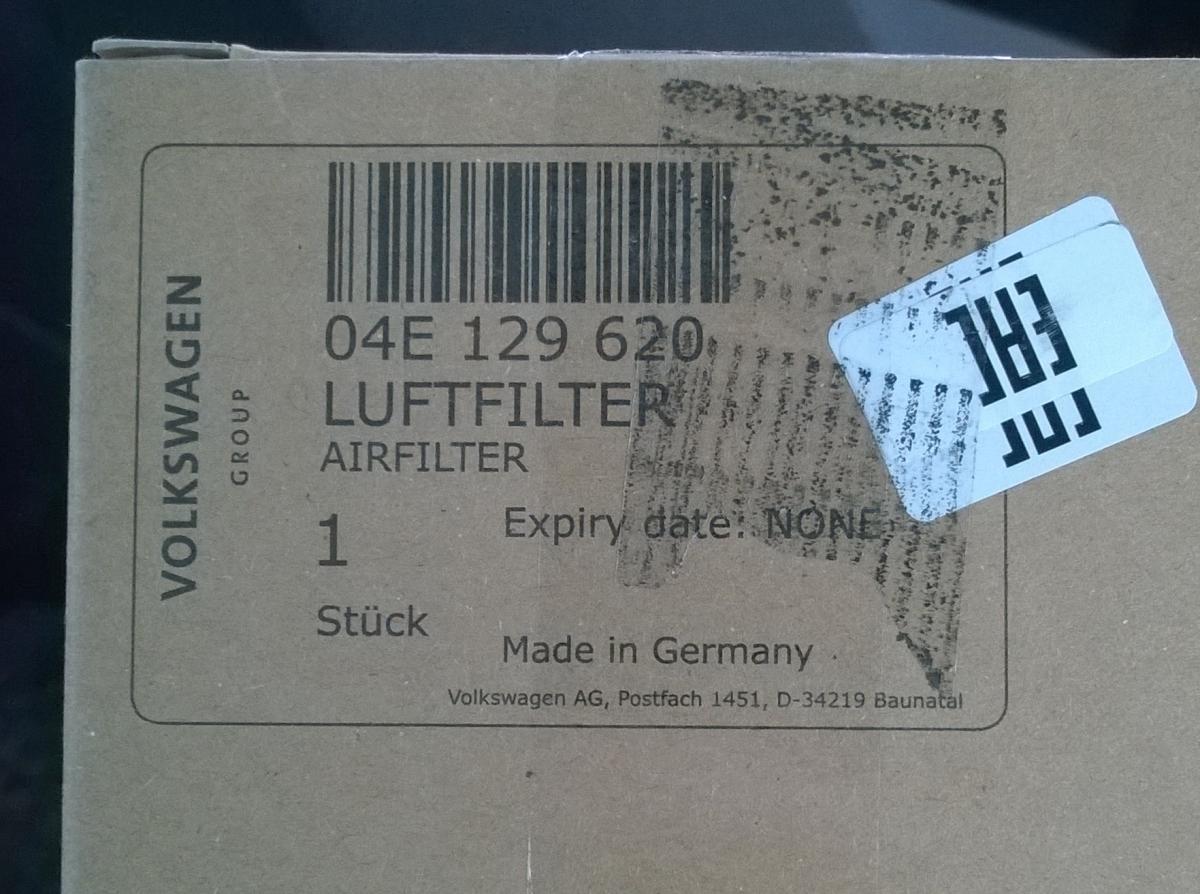 VOLKSWAGEN
GROUP
04E 129 620
LUFTFILTER
AIRFILTER
1
Expiry date: NONE
Stück
Made in Germany
Volkswagen AG, Postfach 1451, D-34219 Baunatal